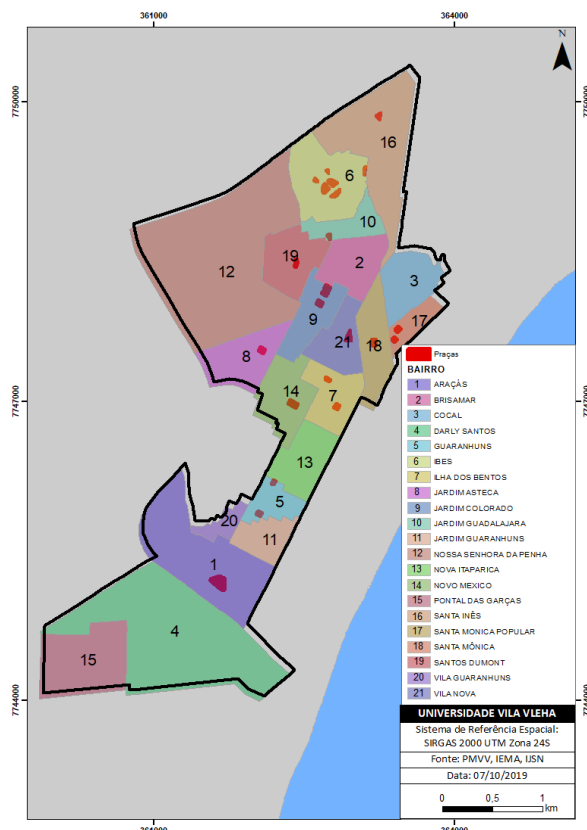 361000
364000
N
7750000
7750000
16
6
10
19
2
12
3
9
17
21
18
8
7747000
7747000
14
7
13
5
20
11
1
4
15
7744000
7744000
Praças
BAIRRO
1 ARAÇÁS
2 BRISAMAR
3 COCAL
4 DARLY SANTOS
5 GUARANHUNS
6 IBES
7 ILHA DOS BENTOS
8 JARDIM ASTECA
9 JARDIM COLORADO
10 JARDIM GUADALAJARA
11 JARDIM GUARANHUNS
12 NOSSA SENHORA DA PENHA
13 NOVA ITAPARICA
14 NOVO MEXICO
15 PONTAL DAS GARÇAS
16 SANTA INÊS
17 SANTA MONICA POPULAR
18 SANTA MÔNICA
19 SANTOS DUMONT
20 VILA GUARANHUNS
21 VILA NOVA
UNIVERSIDADE VILA VLEHA
Sistema de Referência Espacial:
SIRGAS 2000 UTM Zona 24S
Fonte: PMVV, IEMA, IJSN
Data: 07/10/2019
0 0,5 1
km
361000
364000